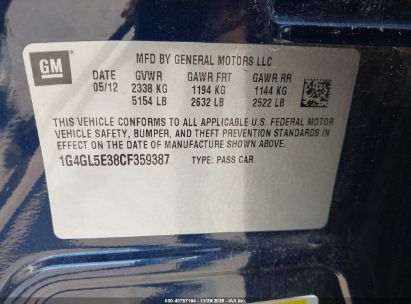 GM
MFD BY GENERAL MOTORS LLC
DATE GVWR GAWR FRT GAWR RR
05/12 2338 KG 1194 KG 1144 KG
5154 LB 2632 LB 2522 LB
THIS VEHICLE CONFORMS TO ALL APPLICABLE U.S. FEDERAL MOTOR
VEHICLE SAFETY, BUMPER, AND THEFT PREVENTION STANDARDS IN
EFFECT ON THE DATE OF MANUFACTURE SHOWN ABOVE.
1G4GL5E38CF359387 TYPE: PASS CAR